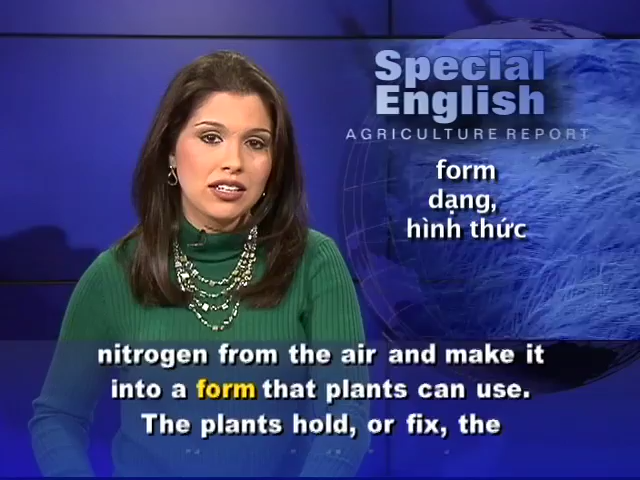 Special
English
AGRICULTURE REPORT
form
dạng,
hình thức
nitrogen from the air and make it
into a form that plants can use.
The plants hold, or fix, the